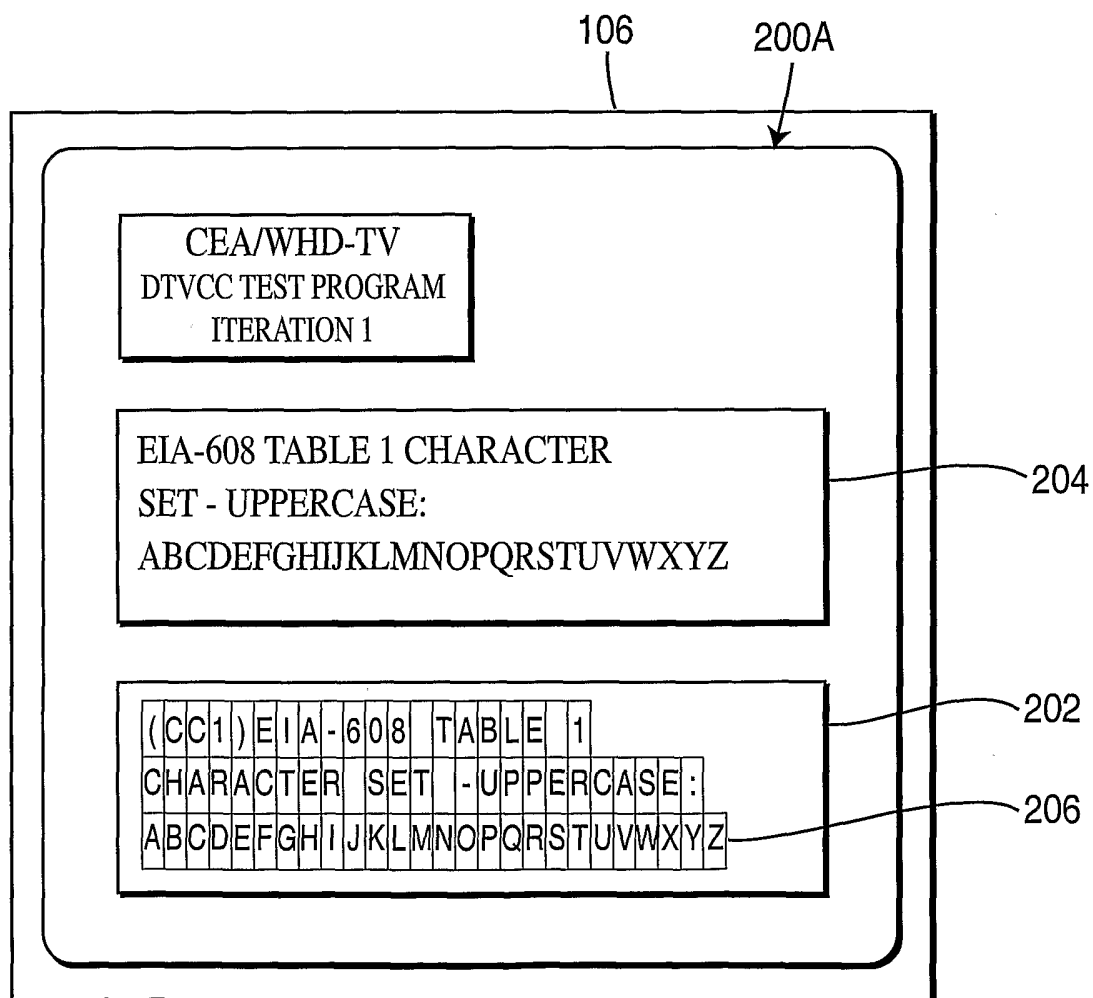 106
200A
CEA/WHD-TV
DTVCC TEST PROGRAM
ITERATION 1
EIA-608 TABLE 1 CHARACTER
SET - UPPERCASE:
ABCDEFGHIJKLMNOPQRSTUVWXYZ
204
(CC1)EIA-608 TABLE 1
CHARACTER SET -UPPERCASE:
ABCDEFGHIJKLMNOPQRSTUVWXYZ
202
206